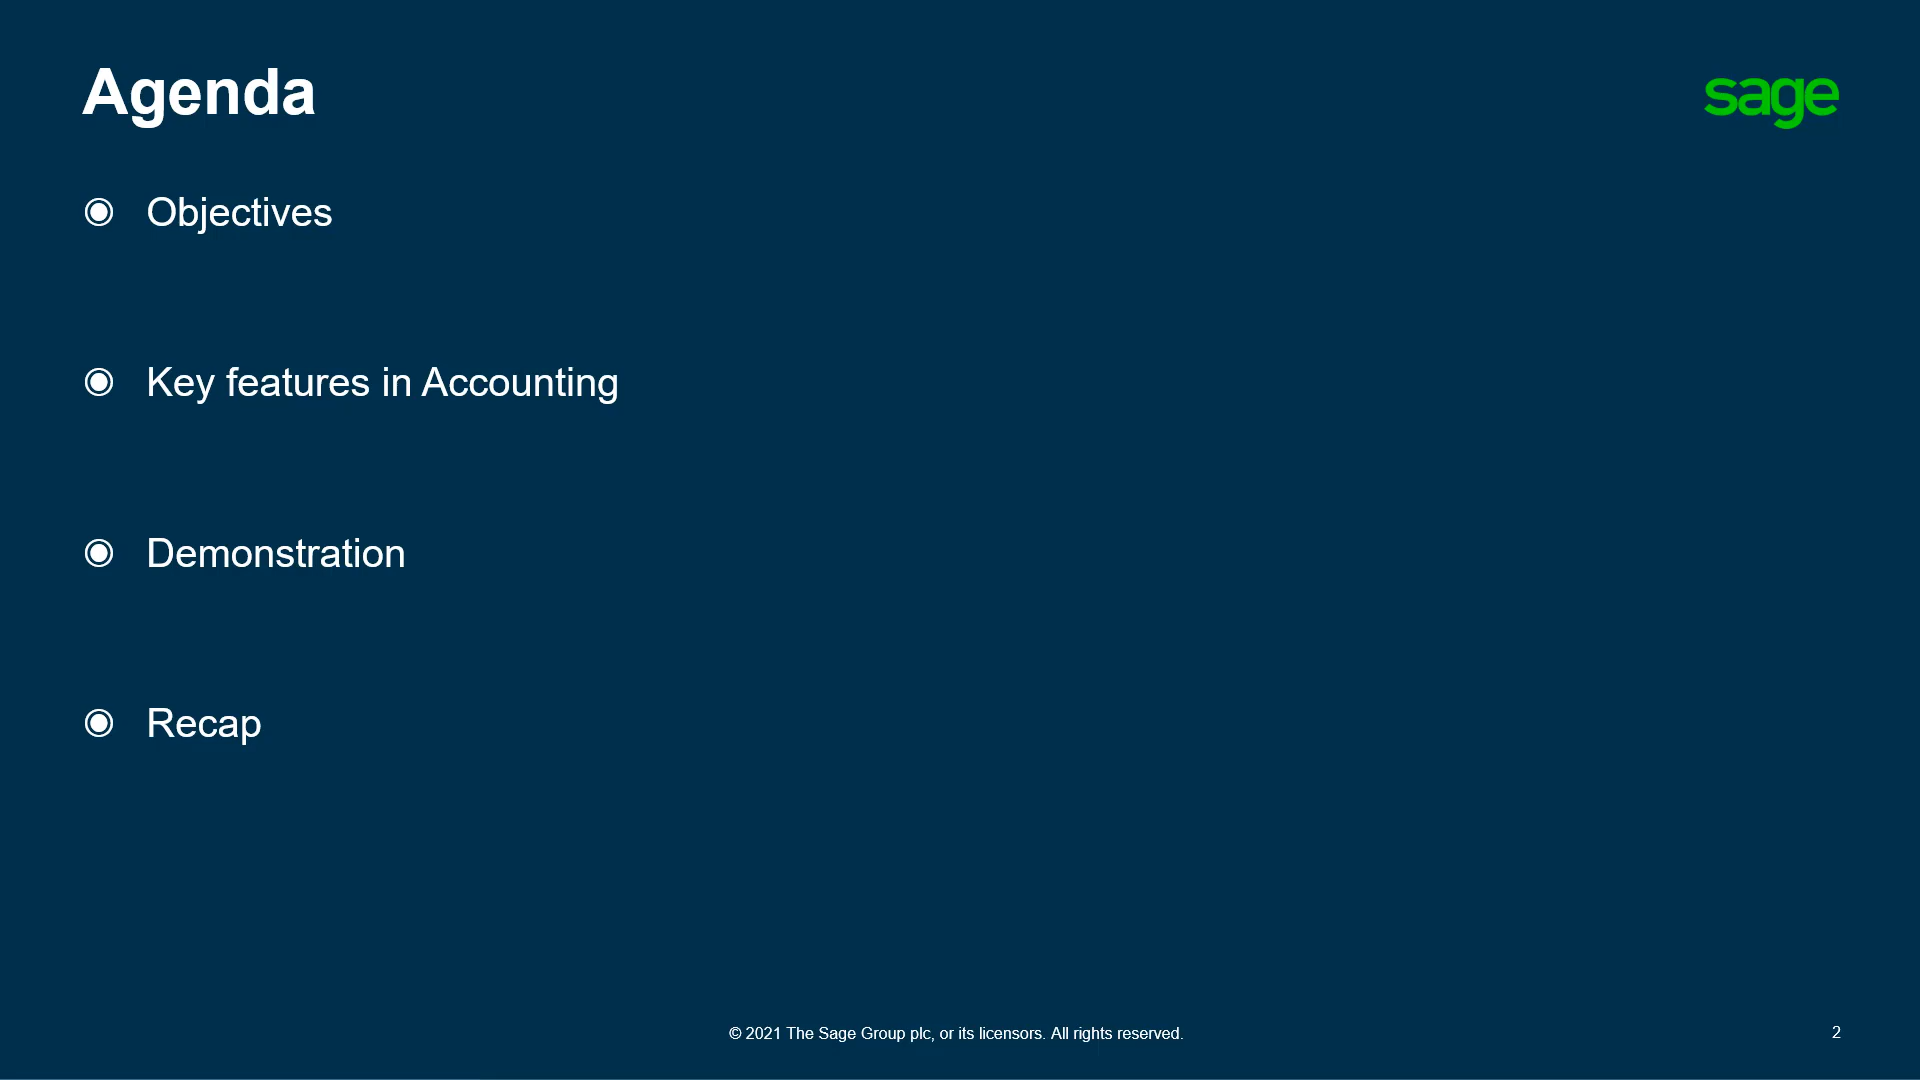 Agenda
sage
◉ Objectives
◉ Key features in Accounting
◉ Demonstration
◉ Recap
© 2021 The Sage Group plc, or its licensors. All rights reserved.
2